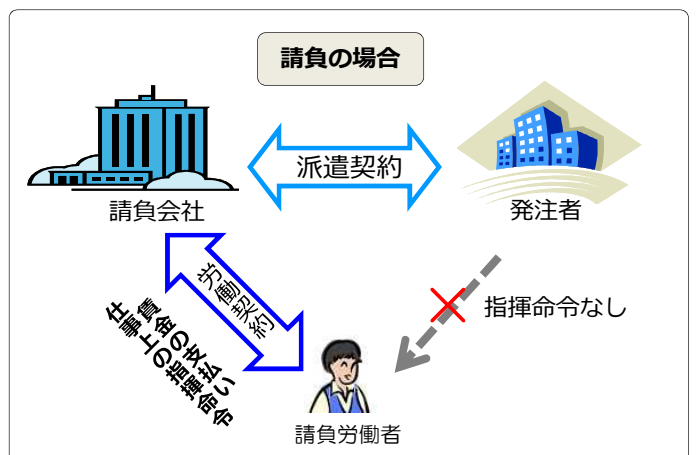 請負の場合
派遣契約
請負会社
発注者
労働契約
賃金の支払い
仕事上の指揮命令
指揮命令なし
請負労働者